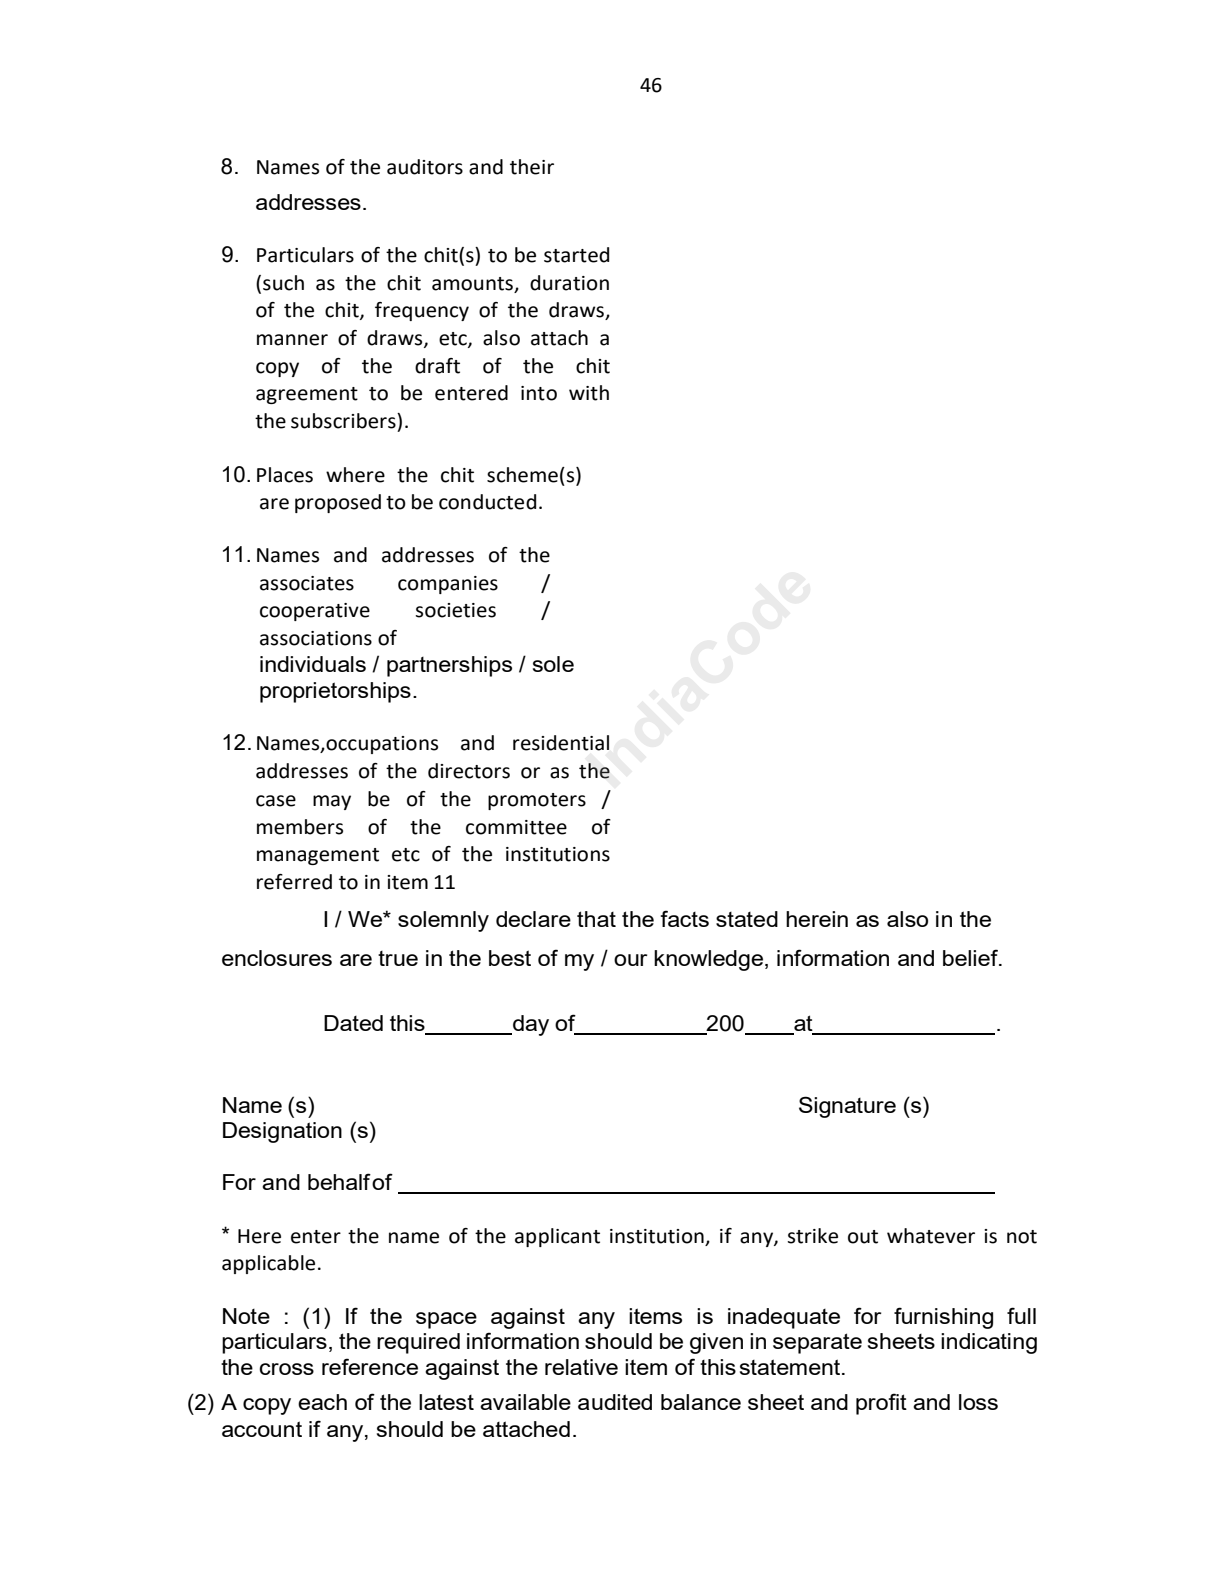 46
8. Names of the auditors and their
addresses.
9. Particulars of the chit(s) to be started
(such as the chit amounts, duration
of the chit, frequency of the draws,
manner of draws, etc, also attach a
copy of the draft of the chit
agreement to be entered into with
the subscribers).
10. Places where the chit scheme(s)
are proposed to be conducted.
11. Names and addresses of the
associates companies /
cooperative societies /
associations of
individuals / partnerships / sole
proprietorships.
12. Names,occupations and residential
addresses of the directors or as the
case may be of the promoters /
members of the committee of
management etc of the institutions
referred to in item 11
I / We* solemnly declare that the facts stated herein as also in the
enclosures are true in the best of my / our knowledge, information and belief.
Dated this_______day of___________200____at_______________.
Name (s) Signature (s)
Designation (s)
For and behalf of ____________________
* Here enter the name of the applicant institution, if any, strike out whatever is not
applicable.
Note : (1) If the space against any items is inadequate for furnishing full
particulars, the required information should be given in separate sheets indicating
the cross reference against the relative item of this statement.
(2) A copy each of the latest available audited balance sheet and profit and loss
account if any, should be attached.
IndiaCode